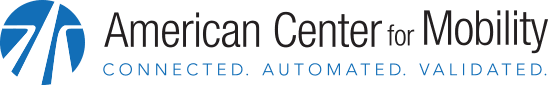 American Center for Mobility
CONNECTED. AUTOMATED. VALIDATED.